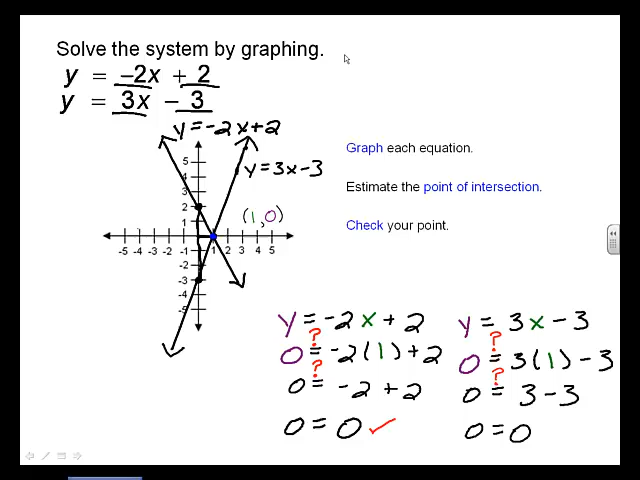 Solve the system by graphing.
y = -2x + 2
y = 3x - 3
y = -2x + 2
y = 3x - 3
5
4
3
2
1
(1, 0)
-5 -4 -3 -2 -1 0 1 2 3 4 5
-2
-3
-4
-5
Graph each equation.
Estimate the point of intersection.
Check your point.
y = -2x + 2
0 ?= -2(1) + 2
0 ?= -2 + 2
0 = 0 ✓
y = 3x - 3
0 ?= 3(1) - 3
0 ?= 3 - 3
0 = 0